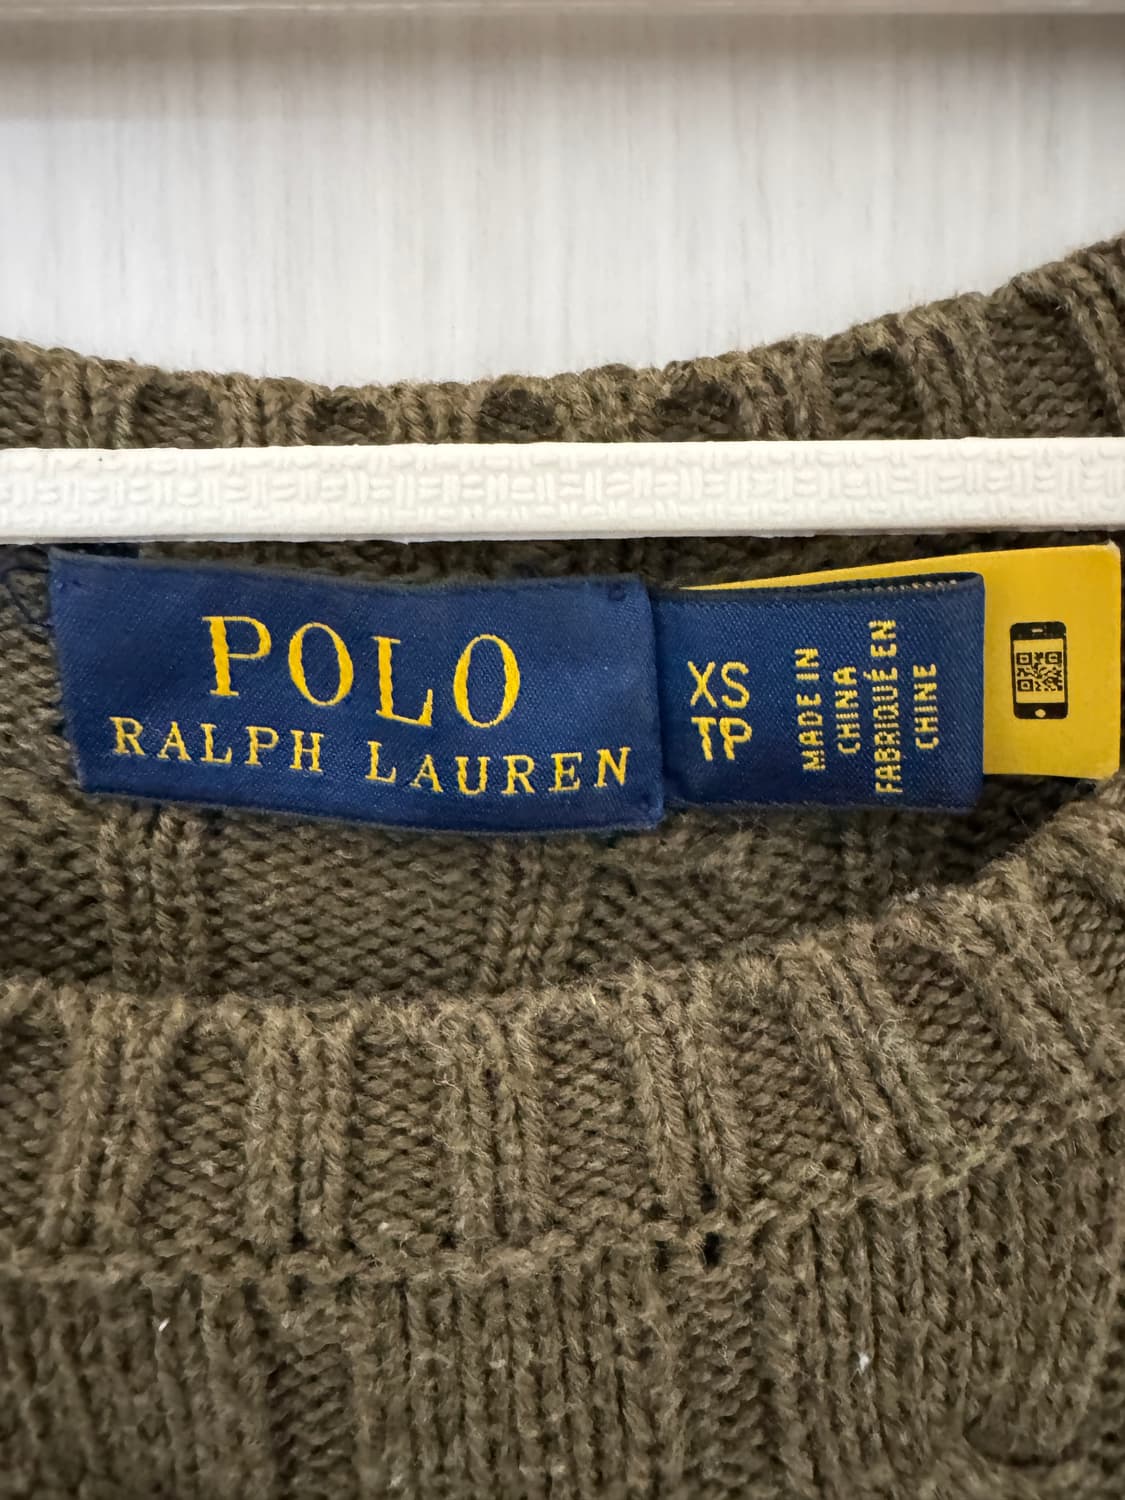 POLO
RALPH LAUREN
XS
TP
MADE IN
CHINA
FABRIQUÉ EN
CHINE